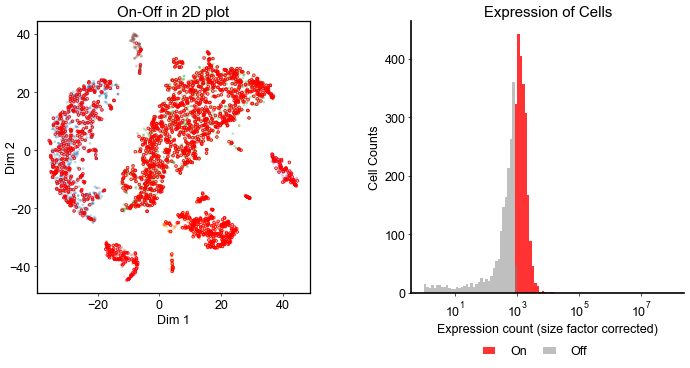 On-Off in 2D plot
Expression of Cells
40
20
0
−20
−40
Dim 2
−20
0
20
40
Dim 1
400
300
200
100
0
Cell Counts
10^1
10^3
10^5
10^7
Expression count (size factor corrected)
On
Off